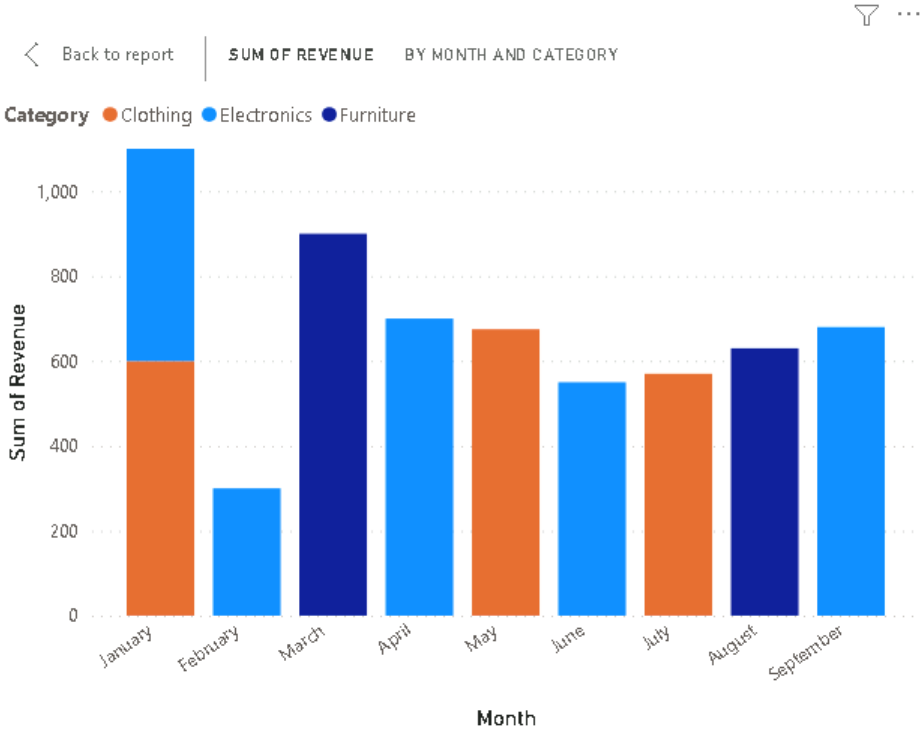 Back to report SUM OF REVENUE BY MONTH AND CATEGORY
Category Clothing Electronics Furniture
1,000
800
600
400
200
0
Sum of Revenue
January February March April May June July August September
Month